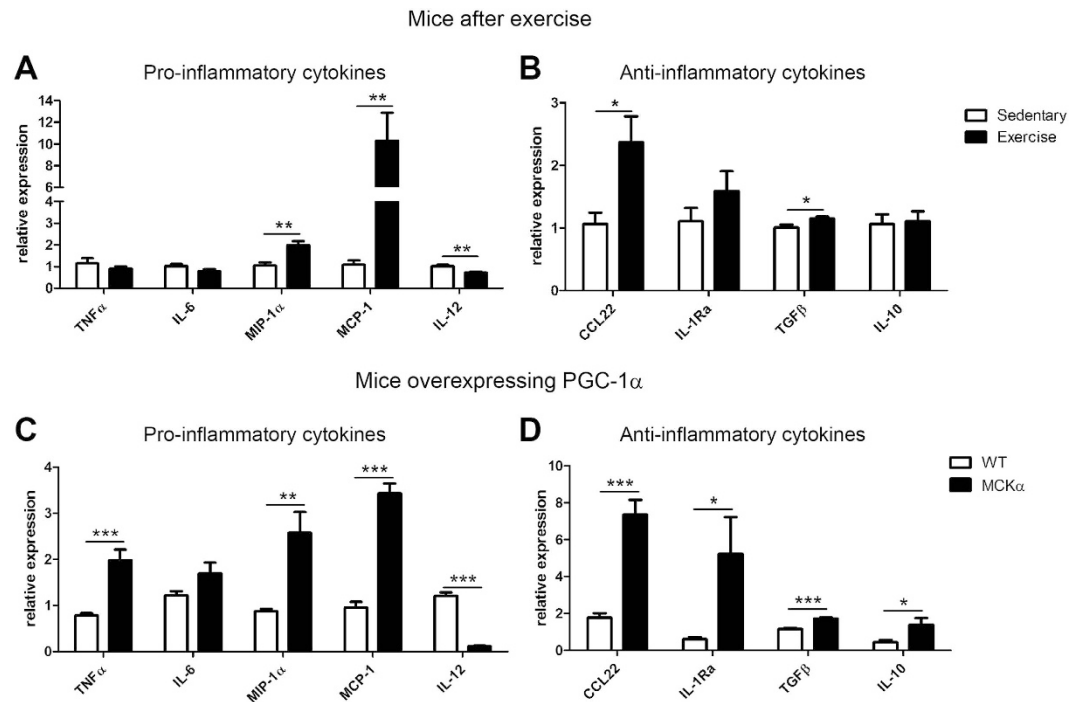 Mice after exercise
A
Pro-inflammatory cytokines
relative expression
14
12
10
8
6
4
3
2
1
0
**
**
**
TNFα
IL-6
MIP-1α
MCP-1
IL-12
B
Anti-inflammatory cytokines
relative expression
3
2
1
0
*
*
CCL22
IL-1Ra
TGFβ
IL-10
Sedentary
Exercise
Mice overexpressing PGC-1α
C
Pro-inflammatory cytokines
relative expression
4
3
2
1
0
***
**
***
***
TNFα
IL-6
MIP-1α
MCP-1
IL-12
D
Anti-inflammatory cytokines
relative expression
10
8
6
4
2
0
***
*
***
*
CCL22
IL-1Ra
TGFβ
IL-10
WT
MCKα